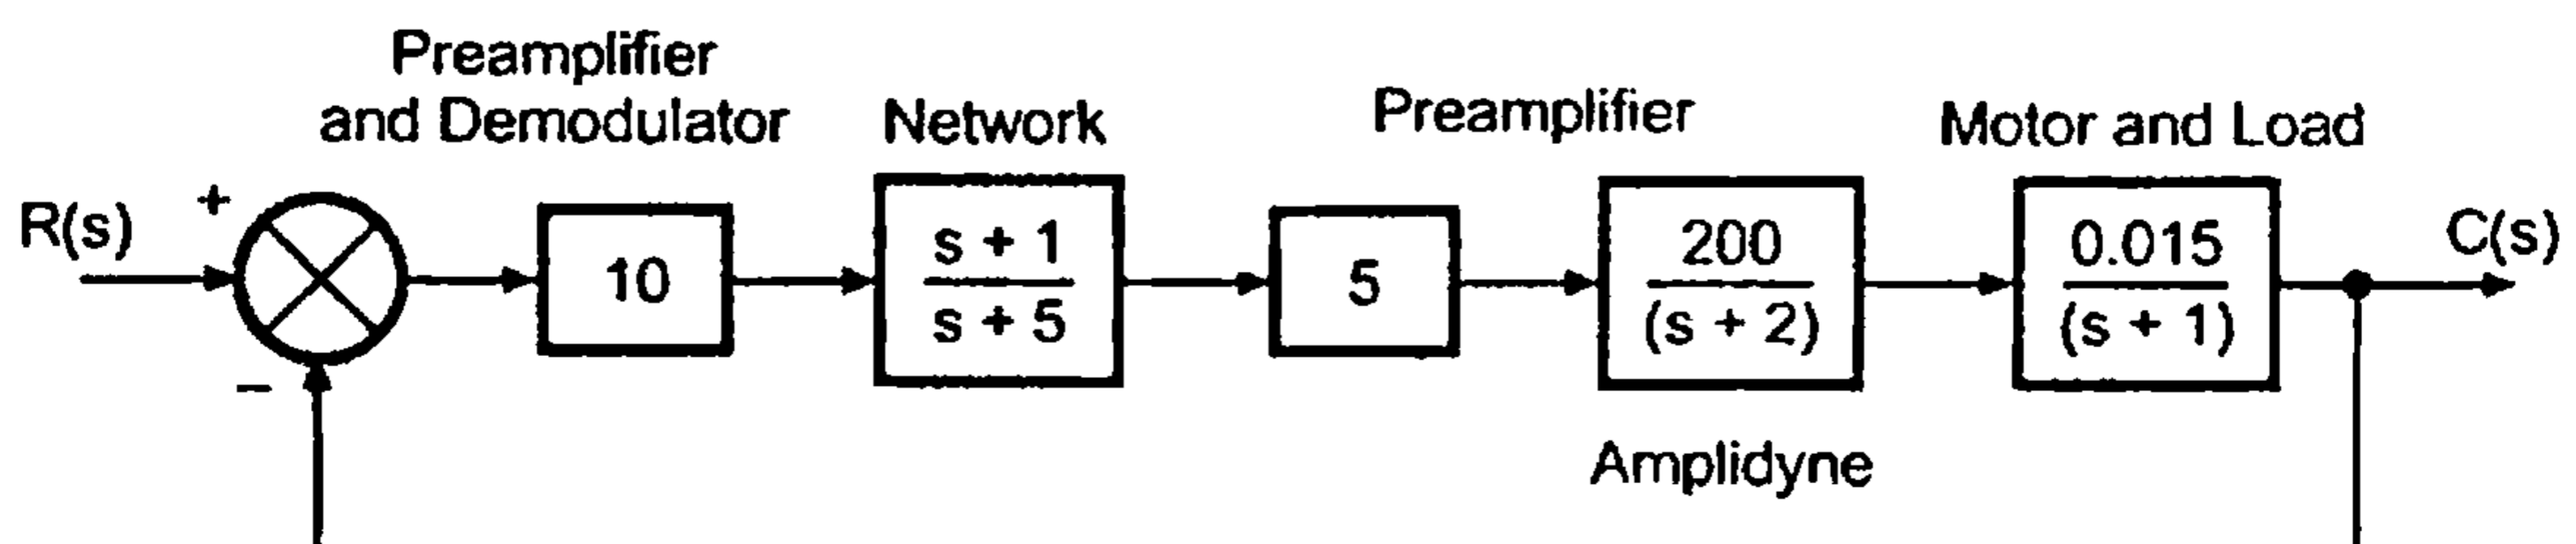 Preamplifier
and Demodulator
Network
Preamplifier
Motor and Load
R(s)
+
−
10
s + 1
s + 5
5
200
(s + 2)
0.015
(s + 1)
C(s)
Amplidyne